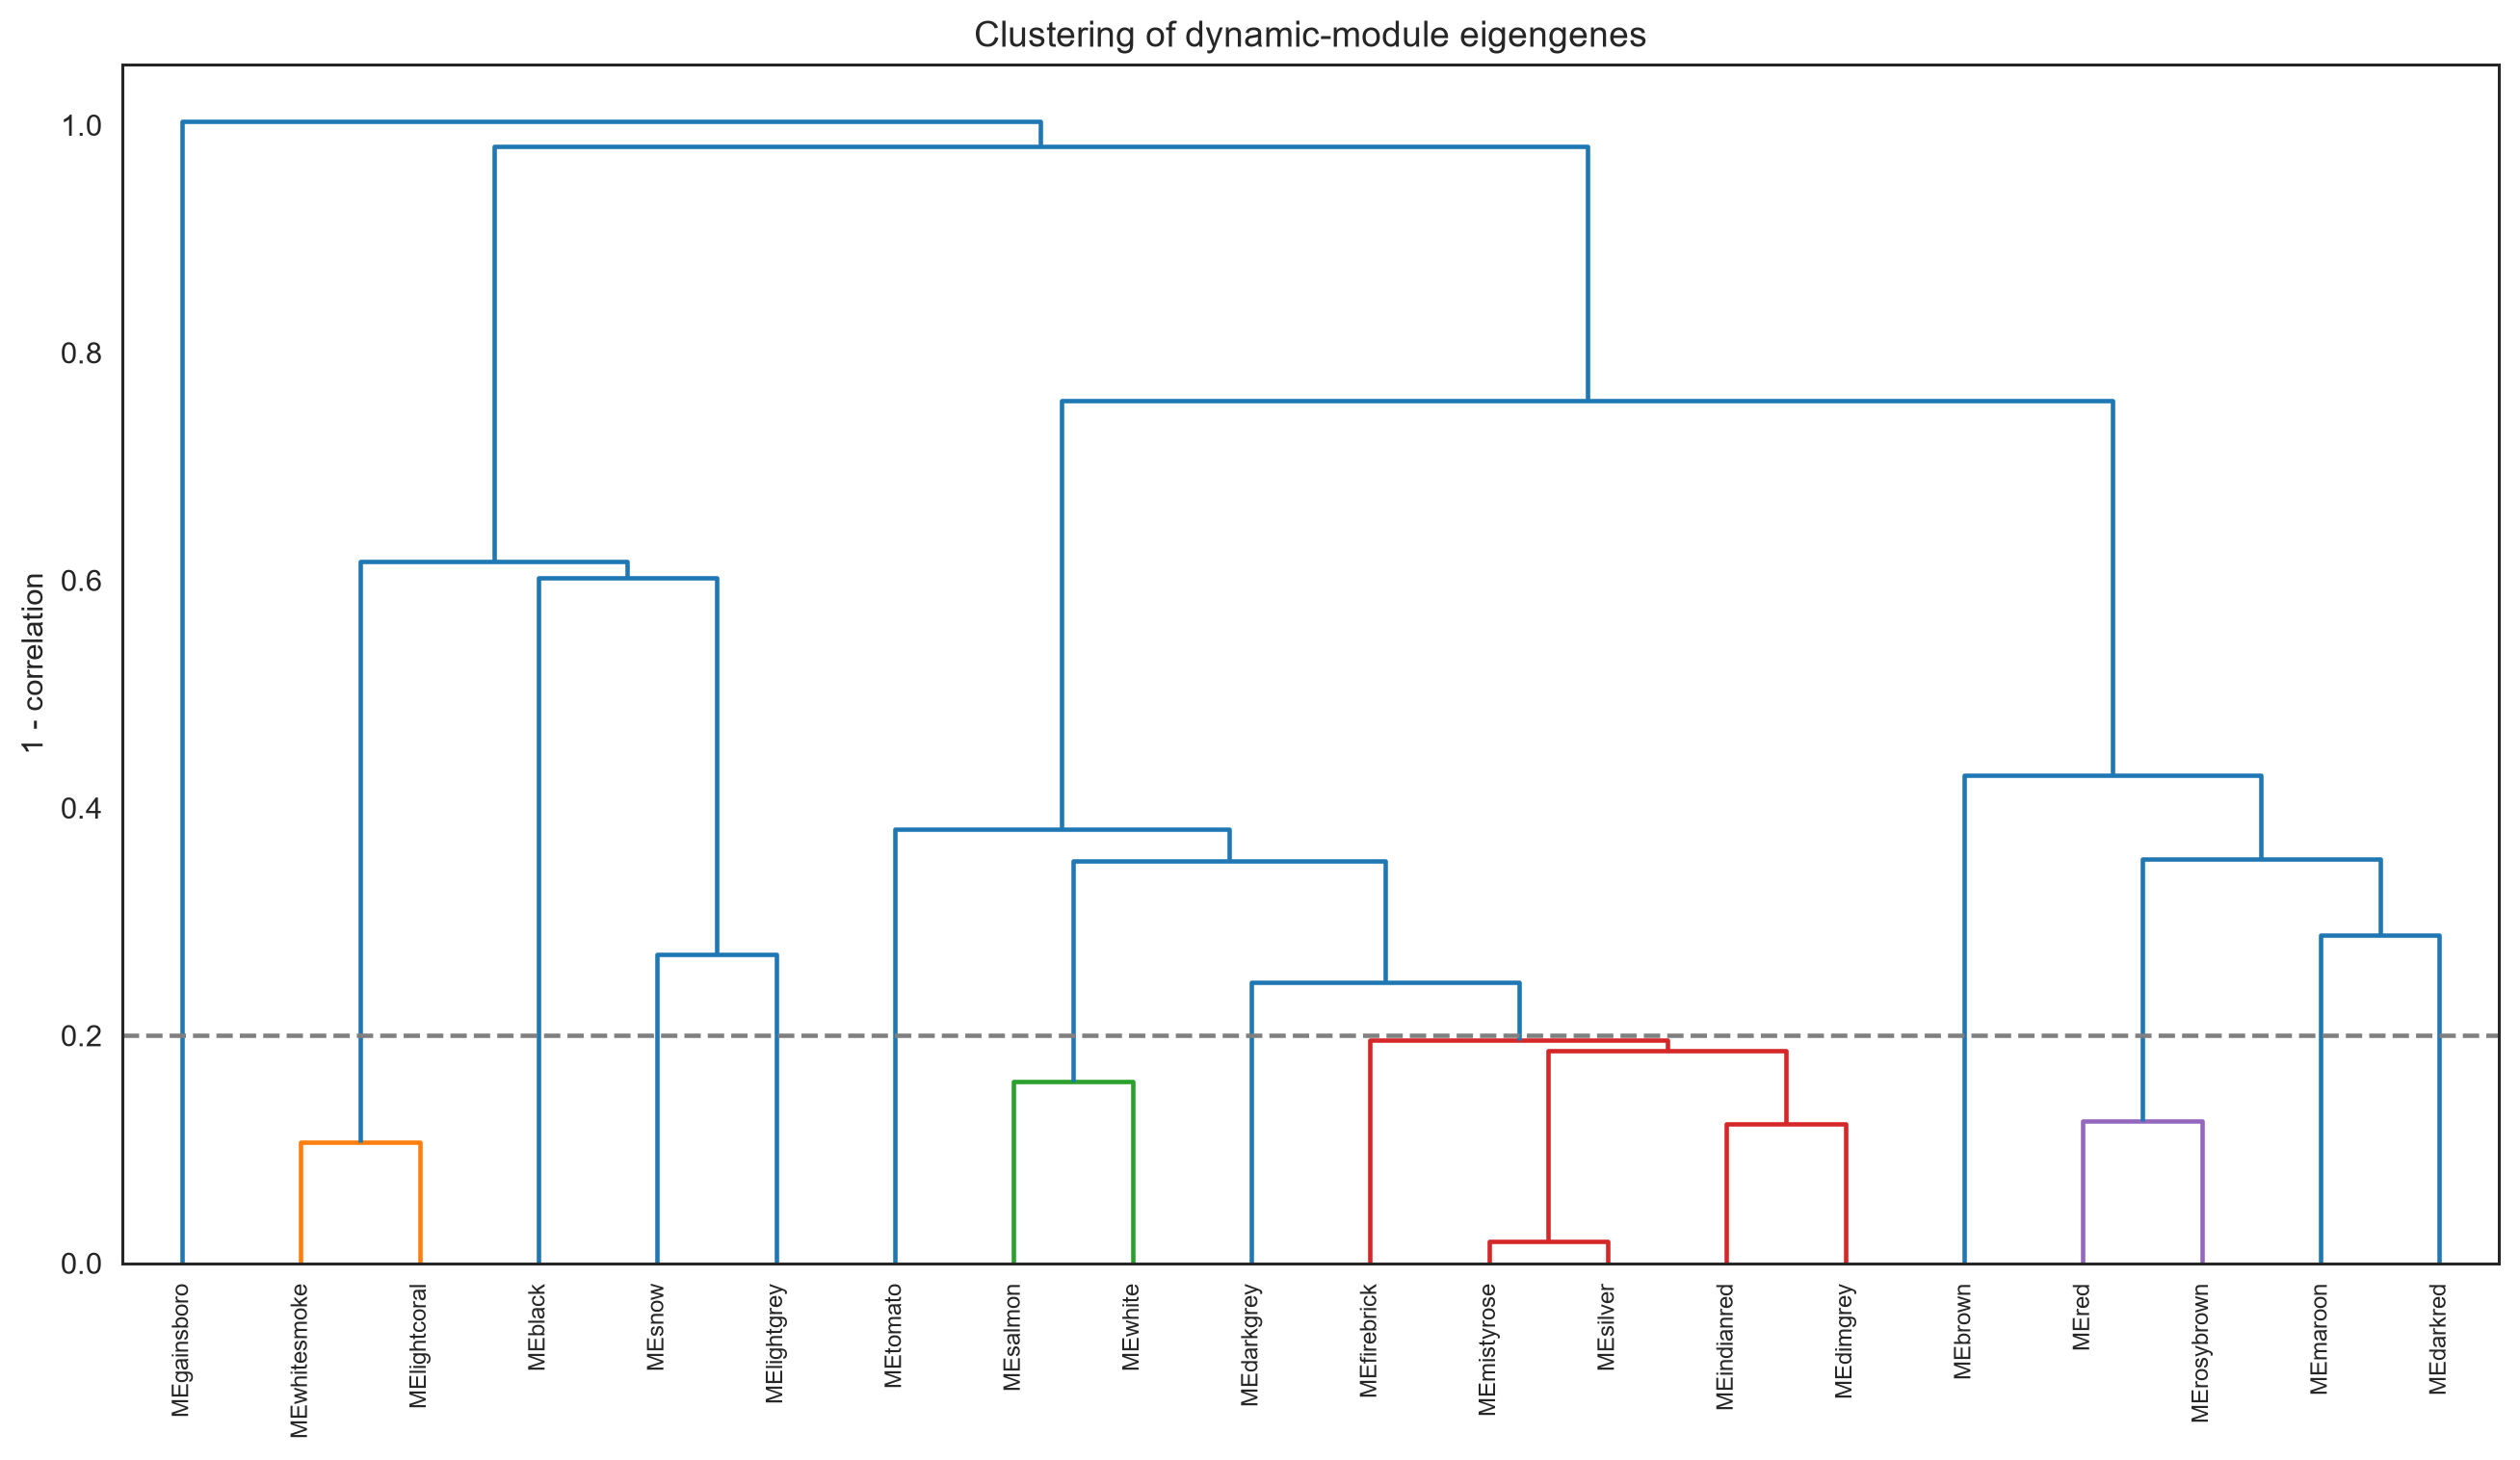 Clustering of dynamic-module eigengenes
1 - correlation
1.0
0.8
0.6
0.4
0.2
0.0
MEgainsboro
MEwhitesmoke
MElightcoral
MEblack
MEsnow
MElightgrey
MEtomato
MEsalmon
MEwhite
MEdarkgrey
MEfirebrick
MEmistyrose
MEsilver
MEindianred
MEdimgrey
MEbrown
MEred
MErosybrown
MEmaroon
MEdarkred